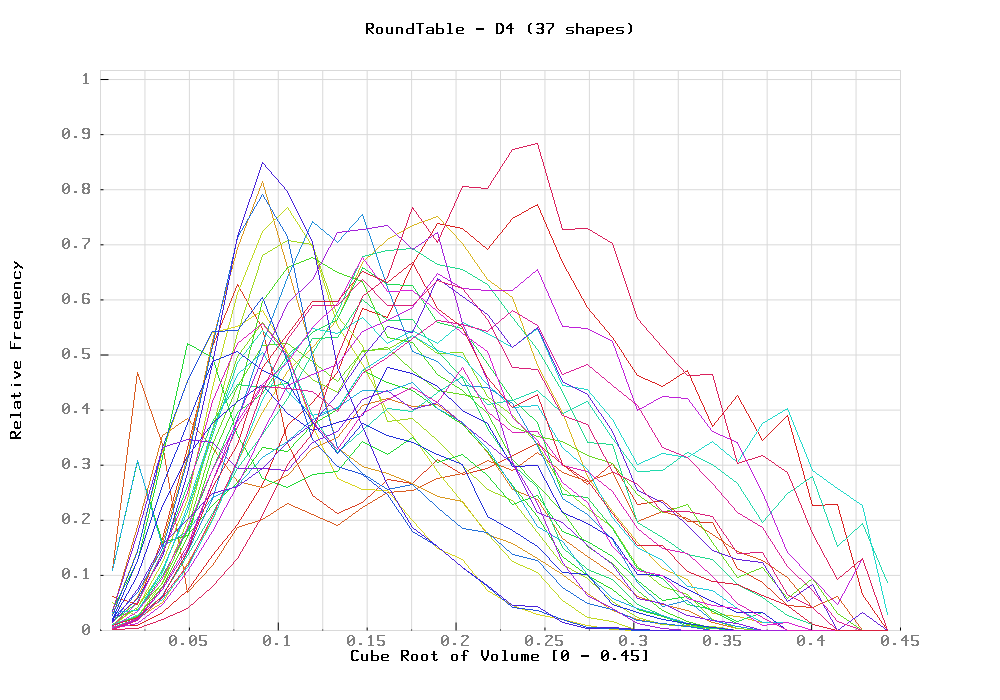 RoundTable - D4 (37 shapes)
1
0.9
0.8
0.7
0.6
0.5
0.4
0.3
0.2
0.1
0
Relative Frequency
0.05 0.1 0.15 0.2 0.25 0.3 0.35 0.4 0.45
Cube Root of Volume [0 - 0.45]